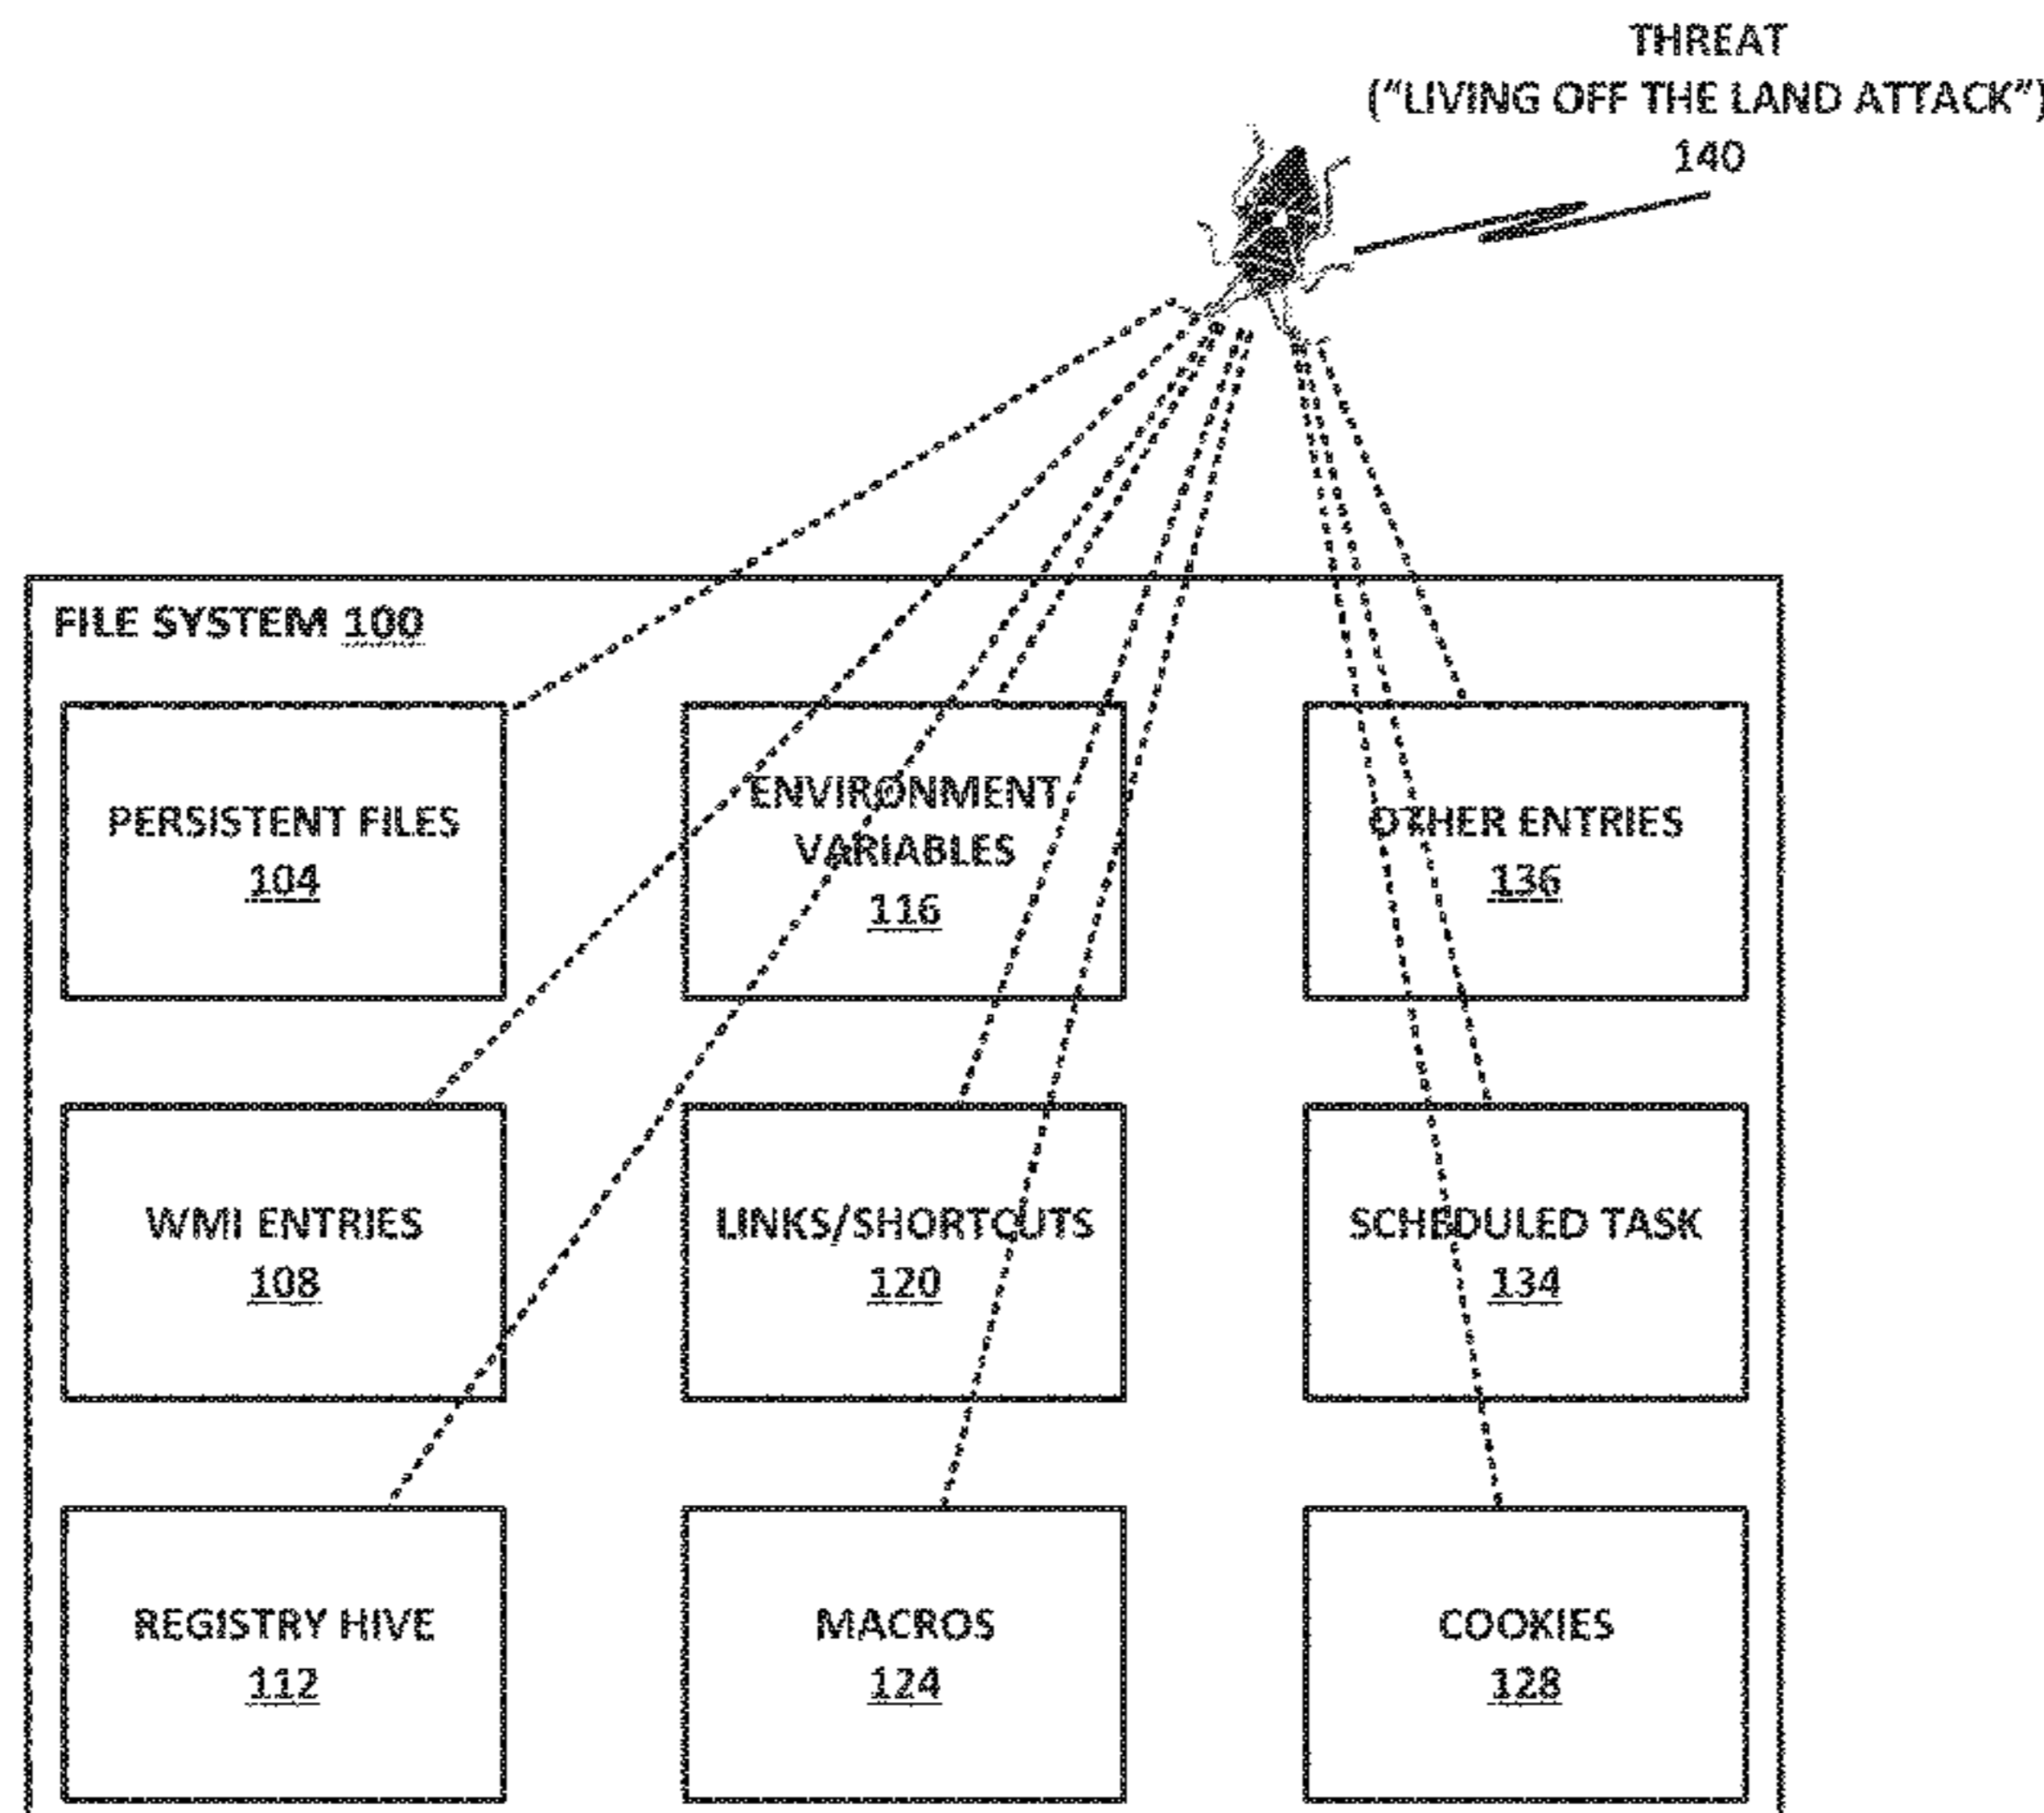 THREAT
("LIVING OFF THE LAND ATTACK")
140
FILE SYSTEM 100
PERSISTENT FILES
104
ENVIRONMENT
VARIABLES
116
OTHER ENTRIES
136
WMI ENTRIES
108
LINKS/SHORTCUTS
120
SCHEDULED TASK
134
REGISTRY HIVE
112
MACROS
124
COOKIES
128